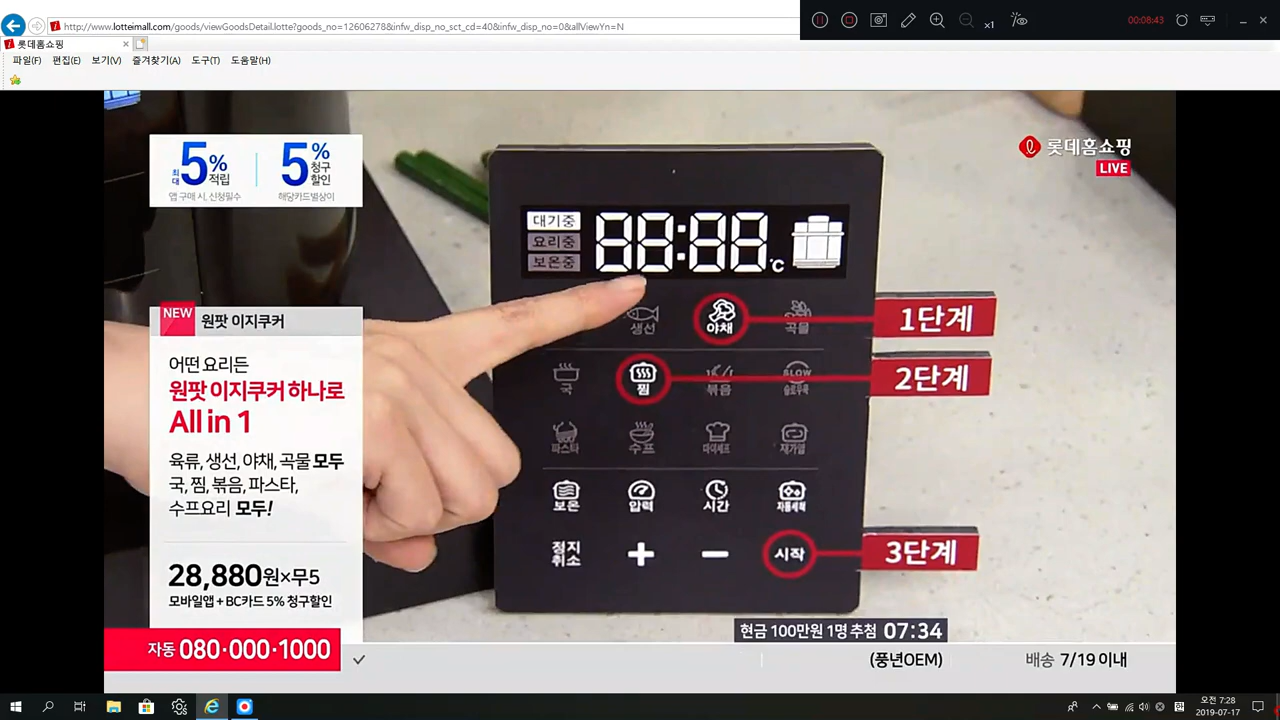 http://www.lotteimall.com/goods/viewGoodsDetail.lotte?goods_no=12606278&infw_disp_no_sct_cd=40&infw_disp_no=0&allViewYn=N
x1
00:08:43
롯데홈쇼핑
파일(F) 편집(E) 보기(V) 즐겨찾기(A) 도구(T) 도움말(H)
최대 5% 적립
앱 구매 시, 신청필수
5% 청구할인
해당카드별상이
롯데홈쇼핑
LIVE
대기중
요리중
보온중
88:88 °C
생선 야채 곡물
1단계
국 찜 볶음 슬로우쿡
SLOW
2단계
파스타 수프 마이셰프 재가열
보온 압력 시간 자동세척
정지
취소
+ - 시작
3단계
NEW 원팟 이지쿠커
어떤 요리든
원팟 이지쿠커 하나로
All in 1
육류, 생선, 야채, 곡물 모두
국, 찜, 볶음, 파스타,
수프요리 모두!
28,880원×무5
모바일앱 + BC카드 5% 청구할인
자동 080·000·1000
현금 100만원 1명 추첨 07:34
(풍년OEM)
배송 7/19 이내
오전 7:28
2019-07-17